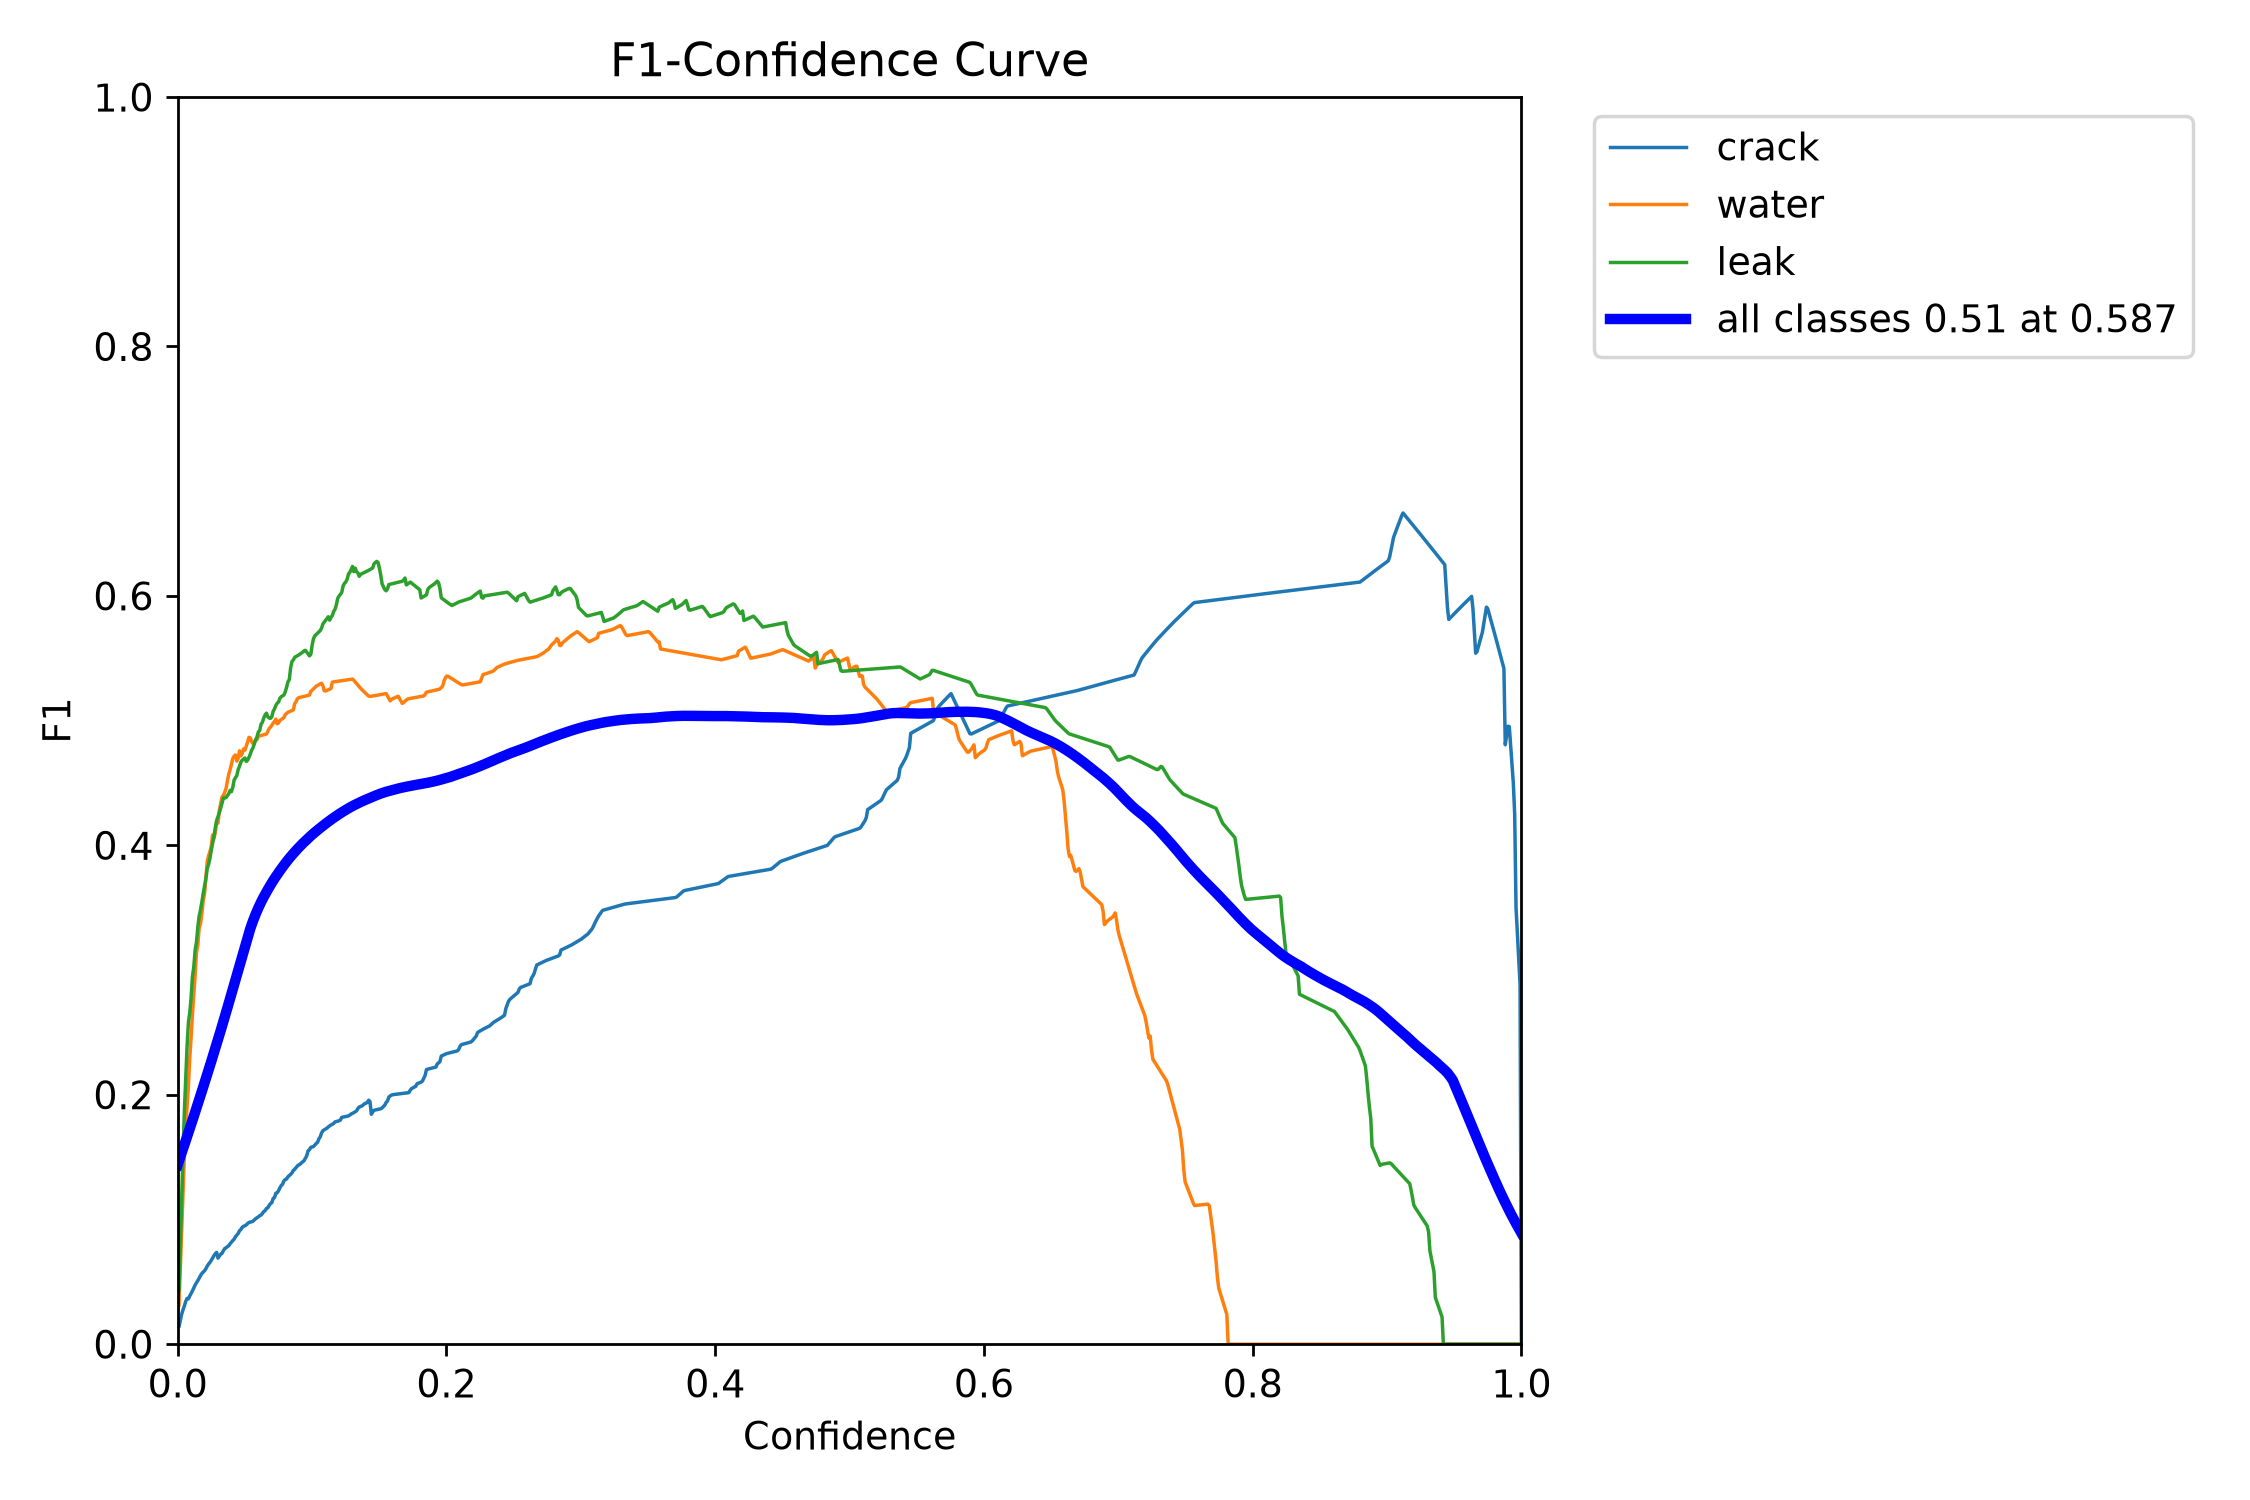 F1-Confidence Curve
1.0
0.8
0.6
0.4
0.2
0.0
F1
0.0 0.2 0.4 0.6 0.8 1.0
Confidence
crack
water
leak
all classes 0.51 at 0.587